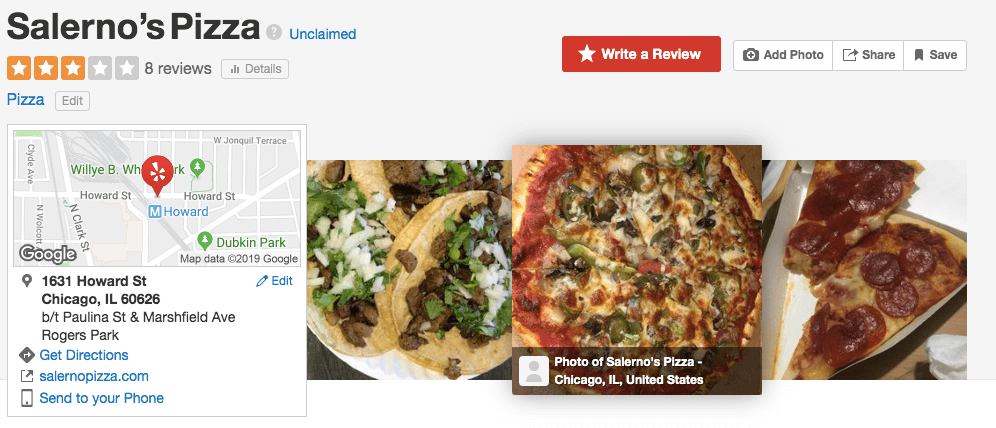 Salerno's Pizza ? Unclaimed
8 reviews Details
Pizza Edit
Write a Review
Add Photo Share Save
W Jonquil Terrace
Clyde Ave
Willye B. Wh rk
Howard St Howard St
M Howard
N Wolcott
N Clark St
Dubkin Park
Google Map data ©2019 Google
1631 Howard St Edit
Chicago, IL 60626
b/t Paulina St & Marshfield Ave
Rogers Park
Get Directions
salernopizza.com
Send to your Phone
Photo of Salerno's Pizza -
Chicago, IL, United States